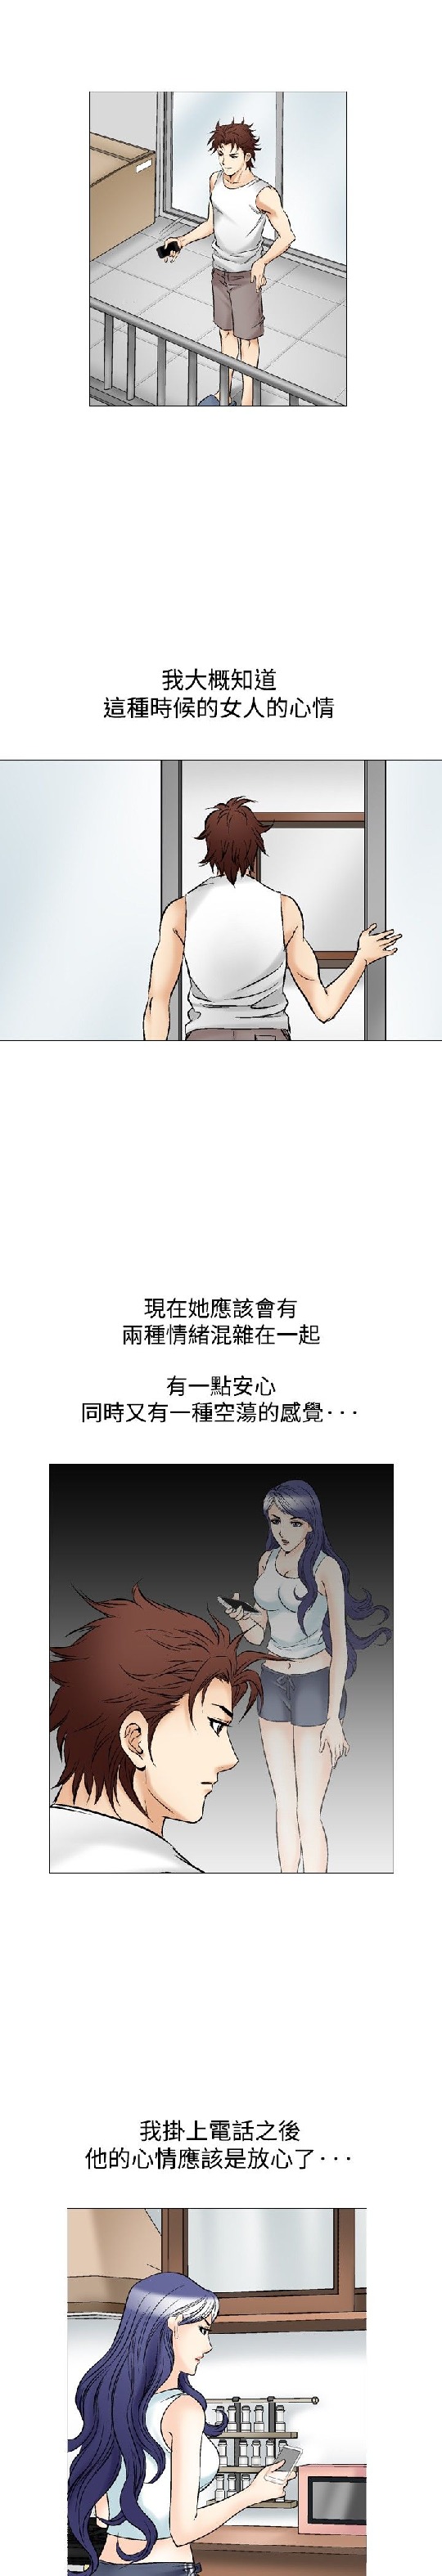 我大概知道
這種時候的女人的心情
現在她應該會有
兩種情緒混雜在一起
有一點安心
同時又有一種空蕩的感覺···
我掛上電話之後
他的心情應該是放心了···